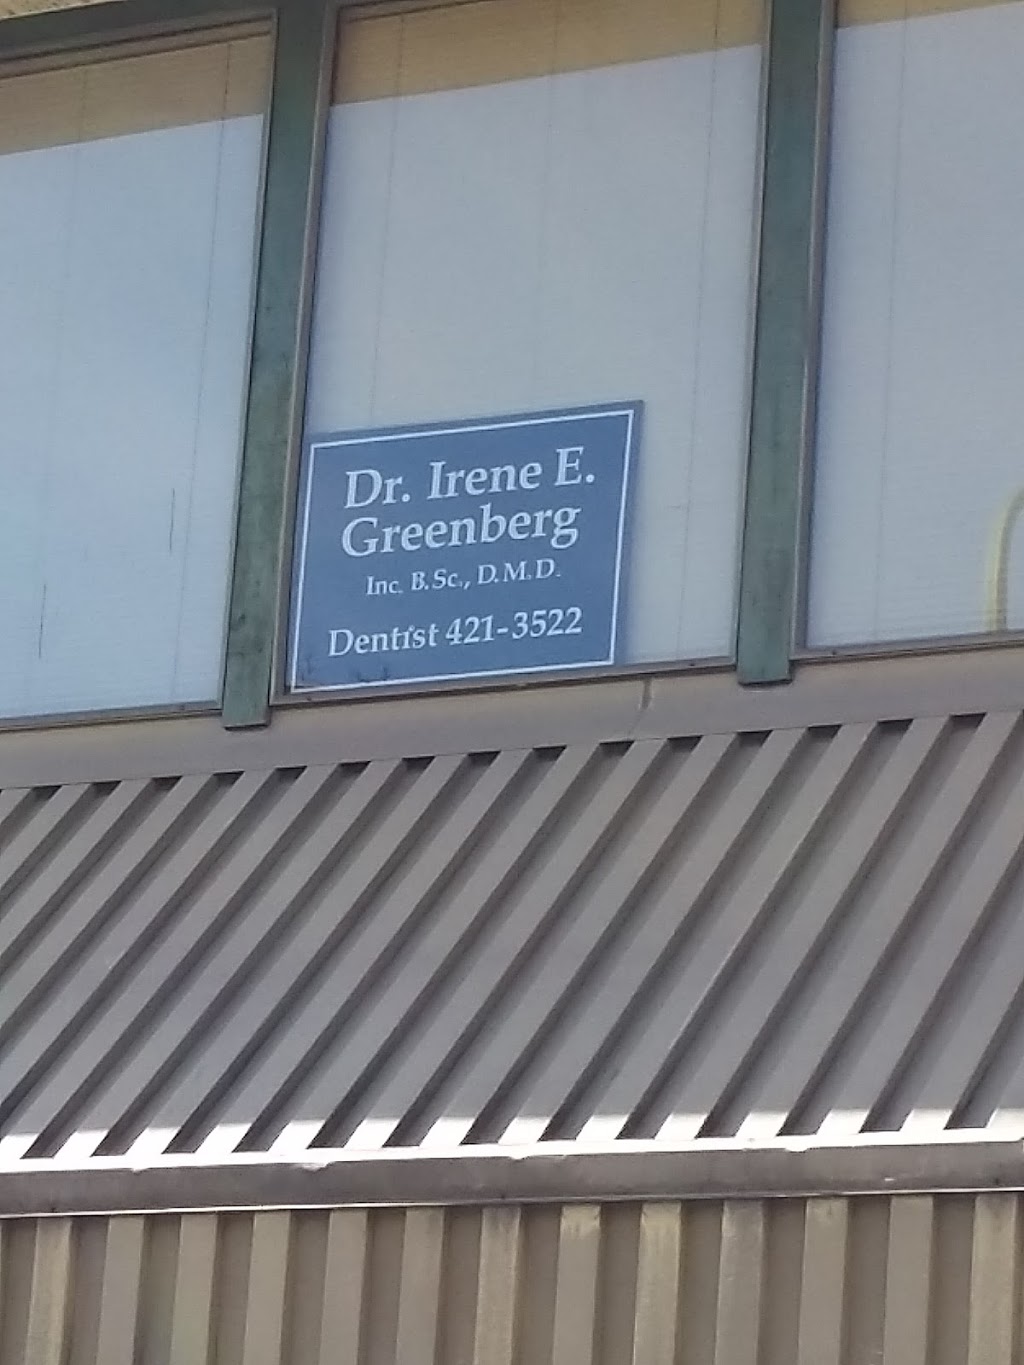 Dr. Irene E.
Greenberg
Inc. B.Sc., D.M.D.
Dentist 421-3522